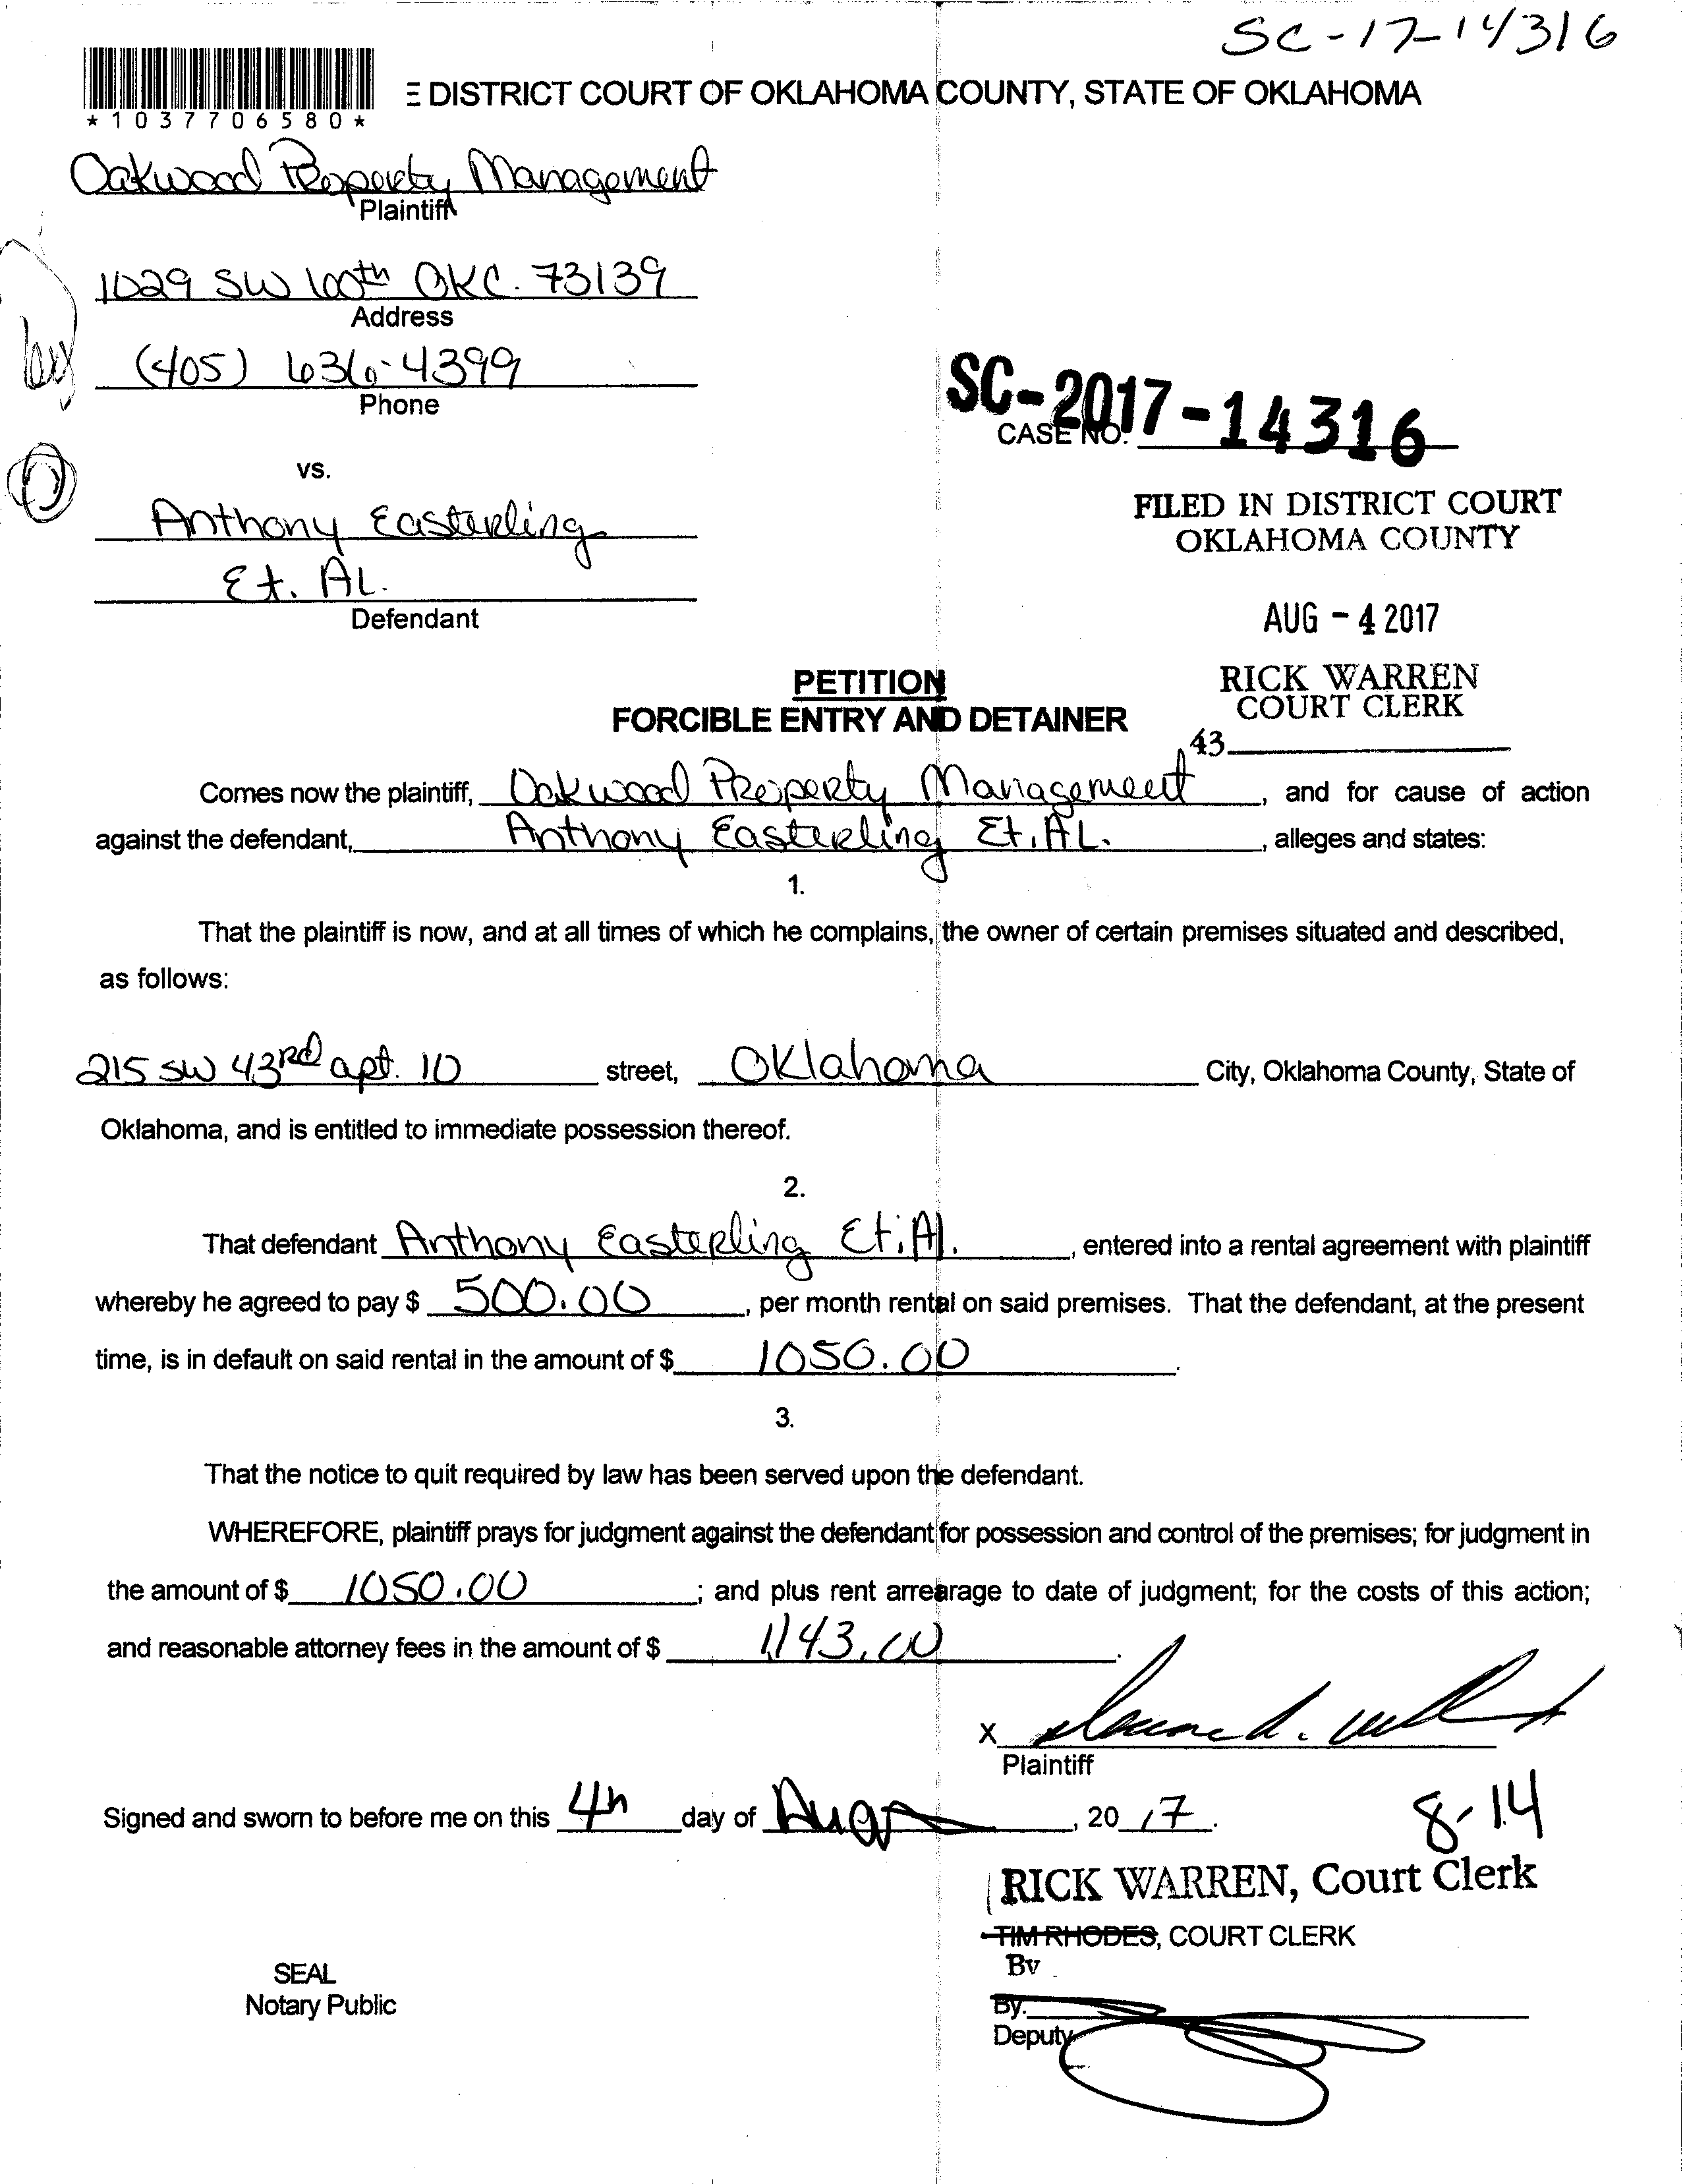 SC-17-14316
E DISTRICT COURT OF OKLAHOMA COUNTY, STATE OF OKLAHOMA
*1037706580*
Oakwood Property Management
Plaintiff
1029 SW 100th OKC. 73139
Address
(405) 636-4399
Phone
SC-2017-14316
CASE NO.
vs.
Anthony Easterling
Et. AL.
Defendant
FILED IN DISTRICT COURT
OKLAHOMA COUNTY
AUG - 4 2017
RICK WARREN
COURT CLERK
43
PETITION
FORCIBLE ENTRY AND DETAINER
Comes now the plaintiff, Oakwood Property Management, and for cause of action
against the defendant, Anthony Easterling Et. AL., alleges and states:
1.
That the plaintiff is now, and at all times of which he complains, the owner of certain premises situated and described,
as follows:
215 SW 43rd apt. 10 street, Oklahoma City, Oklahoma County, State of
Oklahoma, and is entitled to immediate possession thereof.
2.
That defendant Anthony Easterling Et. Al., entered into a rental agreement with plaintiff
whereby he agreed to pay $ 500.00, per month rental on said premises. That the defendant, at the present
time, is in default on said rental in the amount of $ 1050.00.
3.
That the notice to quit required by law has been served upon the defendant.
WHEREFORE, plaintiff prays for judgment against the defendant for possession and control of the premises; for judgment in
the amount of $ 1050.00; and plus rent arrearage to date of judgment; for the costs of this action;
and reasonable attorney fees in the amount of $ 1,143.00.
X
Plaintiff
Signed and sworn to before me on this 4h day of Aug, 20 17.
8-14
RICK WARREN, Court Clerk
TIM RHODES, COURT CLERK
By
SEAL
Notary Public
By:
Deputy